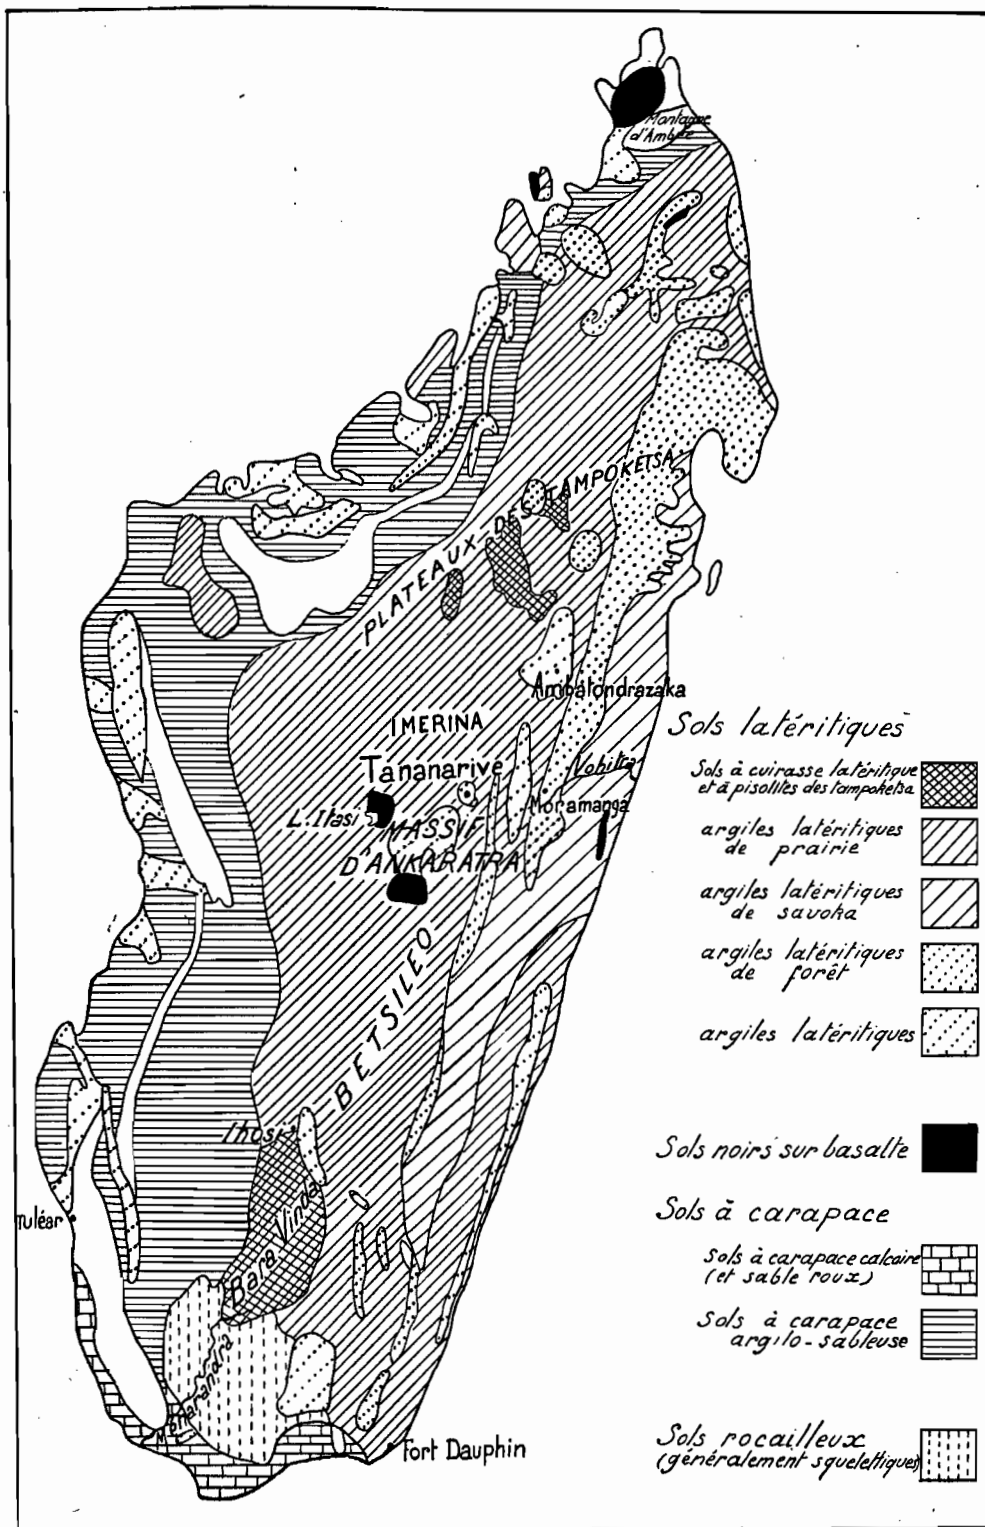 Montagne
d'Ambre
PLATEAUX DES TAMPOKETSA
Ambatondrazaka
IMERINA
Tananarive
Vohitra
Moramanga
L. Itasi
MASSIF
D'ANKARATRA
BETSILEO
Ihosi
Bara Vinda
Tuléar
Menarandra
Fort Dauphin
Sols latéritiques
Sols à cuirasse latéritique
et à pisolites des tampoketsa
argiles latéritiques
de prairie
argiles latéritiques
de savoka
argiles latéritiques
de forêt
argiles latéritiques
Sols noirs sur basalte
Sols à carapace
Sols à carapace calcaire
(et sable roux)
Sols à carapace
argilo-sableuse
Sols rocailleux
(généralement squelettiques)